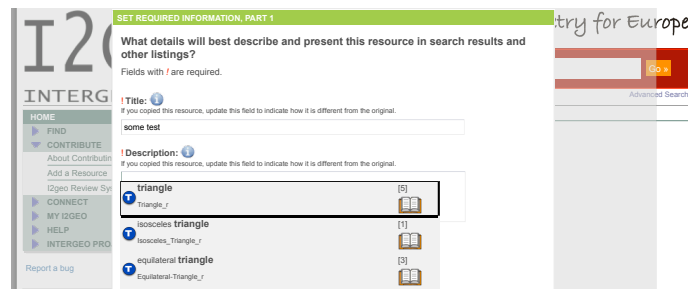 I2G
INTERG
try for Europe
Go »
Advanced Search
HOME
FIND
CONTRIBUTE
About Contributin
Add a Resource
I2geo Review Sy
CONNECT
MY I2GEO
HELP
INTERGEO PRO
Report a bug
SET REQUIRED INFORMATION, PART 1
What details will best describe and present this resource in search results and
other listings?
Fields with ! are required.
! Title:
If you copied this resource, update this field to indicate how it is different from the original.
some test
! Description:
If you copied this resource, update this field to indicate how it is different from the original.
T triangle [5]
Triangle_r
T isosceles triangle [1]
Isosceles_Triangle_r
T equilateral triangle [3]
Equilateral-Triangle_r